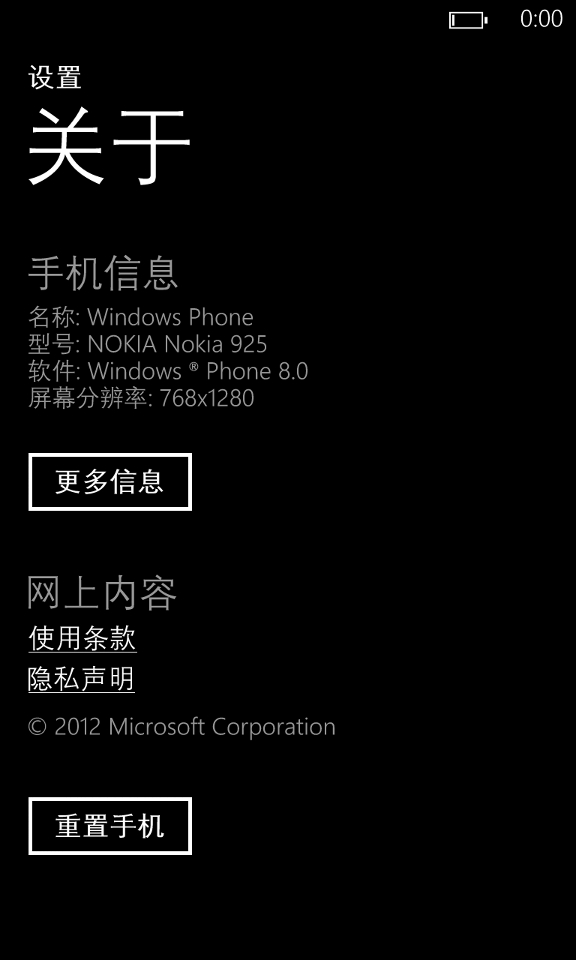 0:00
设置
关于
手机信息
名称: Windows Phone
型号: NOKIA Nokia 925
软件: Windows ® Phone 8.0
屏幕分辨率: 768x1280
更多信息
网上内容
使用条款
隐私声明
© 2012 Microsoft Corporation
重置手机